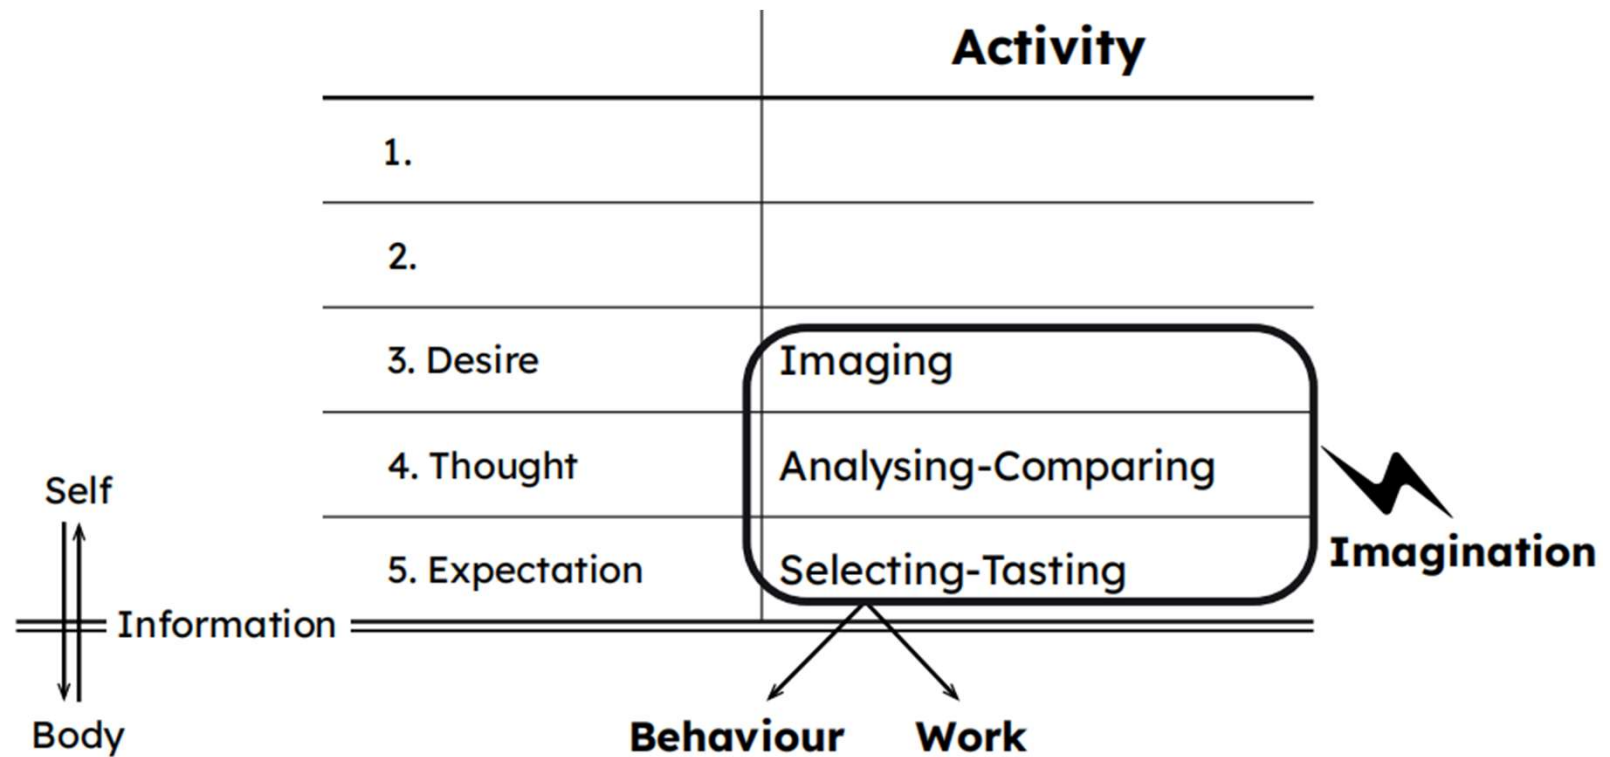 Activity
1.
2.
3. Desire
Imaging
4. Thought
Analysing-Comparing
5. Expectation
Selecting-Tasting
Imagination
Self
Information
Body
Behaviour
Work